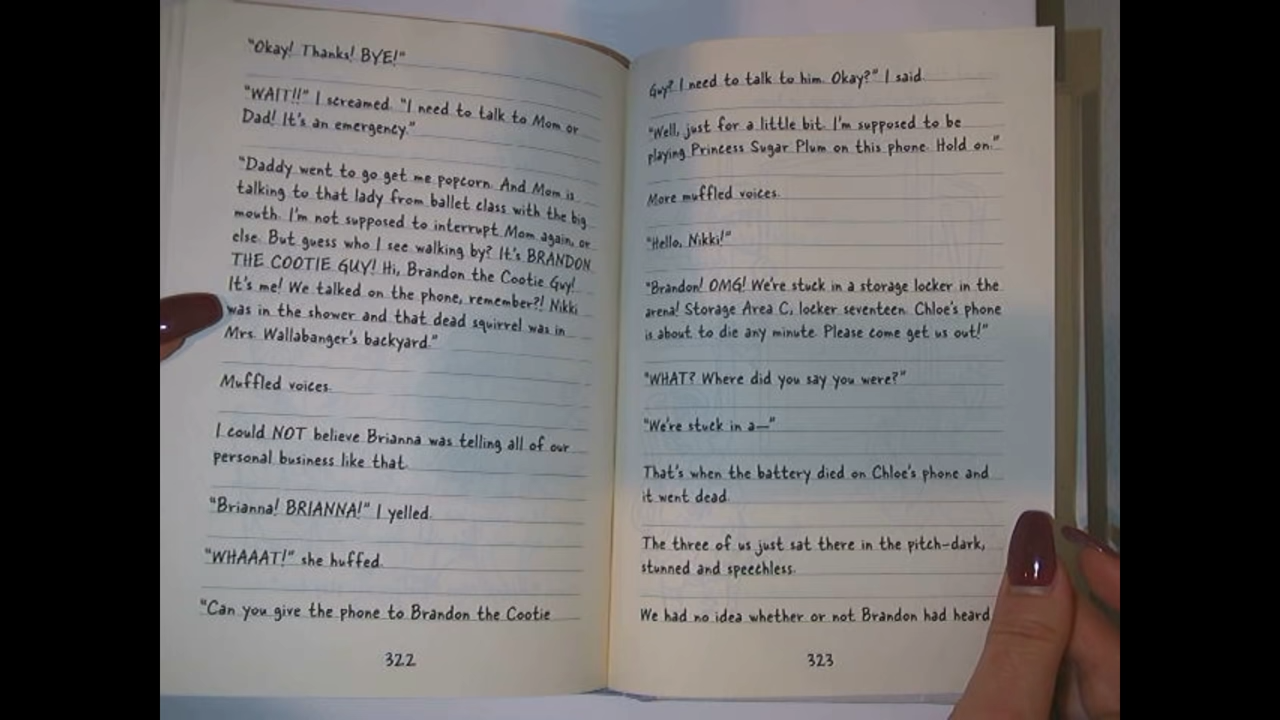 "Okay! Thanks! BYE!"
"WAIT!!" I screamed. "I need to talk to Mom or
Dad! It's an emergency."
"Daddy went to go get me popcorn. And Mom is
talking to that lady from ballet class with the big
mouth. I'm not supposed to interrupt Mom again, or
else. But guess who I see walking by? It's BRANDON
THE COOTIE GUY! Hi, Brandon the Cootie Guy!
It's me! We talked on the phone, remember?! Nikki
was in the shower and that dead squirrel was in
Mrs. Wallabanger's backyard."
Muffled voices.
I could NOT believe Brianna was telling all of our
personal business like that.
"Brianna! BRIANNA!" I yelled.
"WHAAAT!" she huffed.
"Can you give the phone to Brandon the Cootie
322
Guy? I need to talk to him. Okay?" I said.
"Well, just for a little bit. I'm supposed to be
playing Princess Sugar Plum on this phone. Hold on."
More muffled voices.
"Hello, Nikki!"
"Brandon! OMG! We're stuck in a storage locker in the
arena! Storage Area C, locker seventeen. Chloe's phone
is about to die any minute. Please come get us out!"
"WHAT? Where did you say you were?"
"We're stuck in a—"
That's when the battery died on Chloe's phone and
it went dead.
The three of us just sat there in the pitch-dark,
stunned and speechless.
We had no idea whether or not Brandon had heard
323